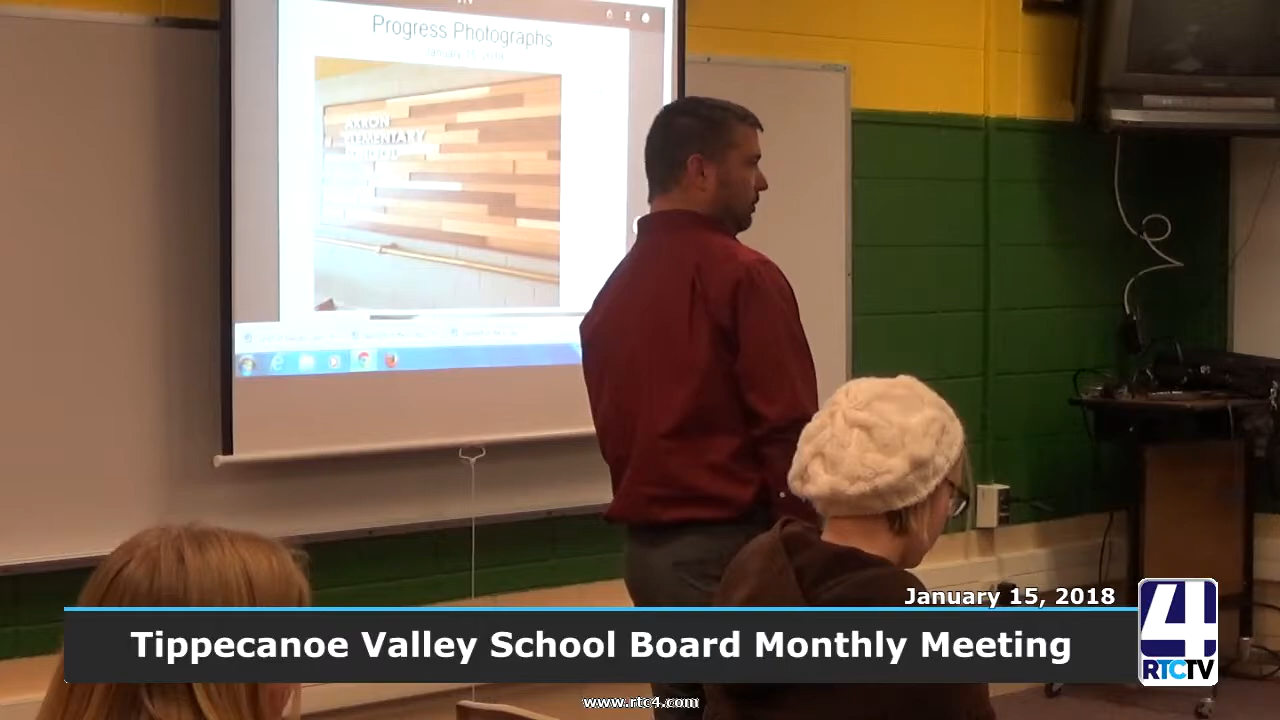 Progress Photographs
AKRON
ELEMENTARY
SCHOOL
January 15, 2018
Tippecanoe Valley School Board Monthly Meeting
4
RTCTV
www.rtc4.com